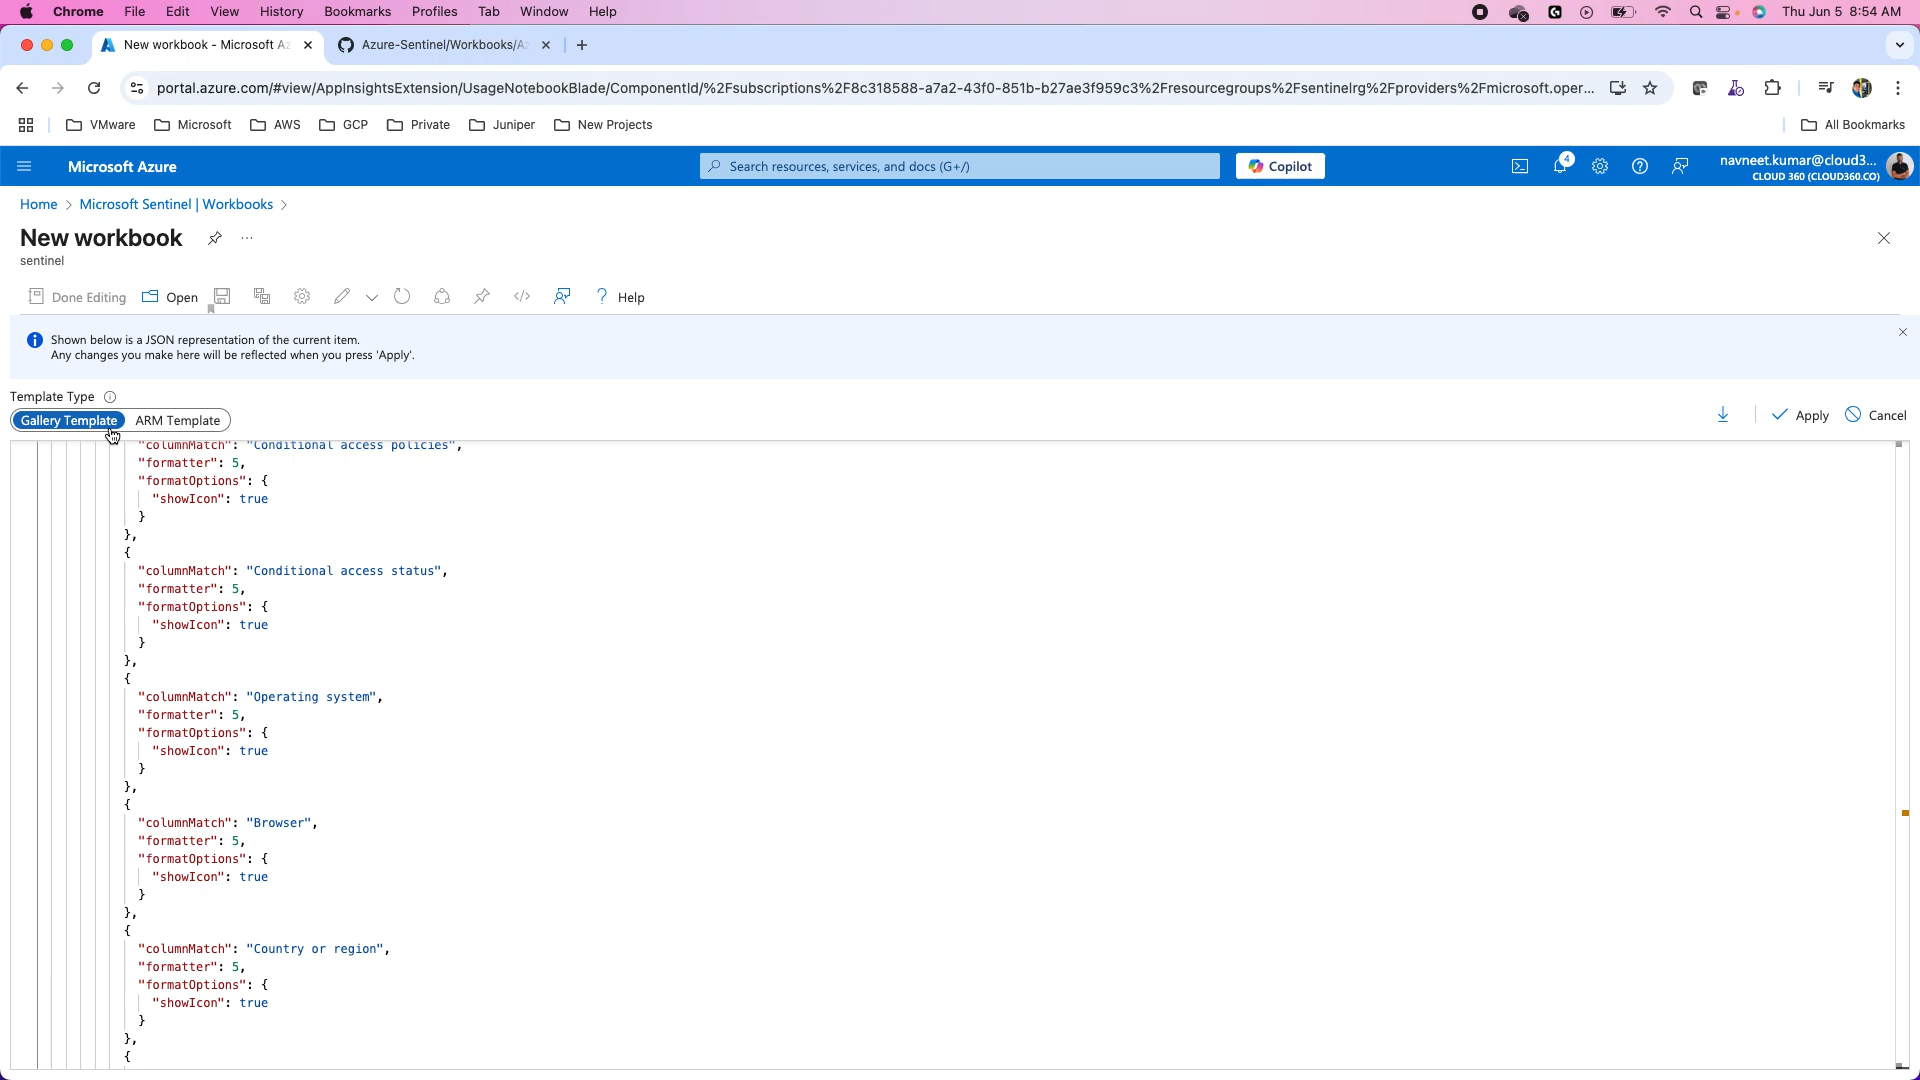 Chrome File Edit View History Bookmarks Profiles Tab Window Help Thu Jun 5 8:54 AM
New workbook - Microsoft Az Azure-Sentinel/Workbooks/Az
portal.azure.com/#view/AppInsightsExtension/UsageNotebookBlade/ComponentId/%2Fsubscriptions%2F8c318588-a7a2-43f0-851b-b27ae3f959c3%2Fresourcegroups%2Fsentinelrg%2Fproviders%2Fmicrosoft.oper...
VMware Microsoft AWS GCP Private Juniper New Projects All Bookmarks
Microsoft Azure Search resources, services, and docs (G+/) Copilot 4 navneet.kumar@cloud3...
CLOUD 360 (CLOUD360.CO)
Home > Microsoft Sentinel | Workbooks >
New workbook ...
sentinel
Done Editing Open ? Help
Shown below is a JSON representation of the current item.
Any changes you make here will be reflected when you press 'Apply'.
Template Type
Gallery Template ARM Template Apply Cancel
"columnMatch": "Conditional access policies",
"formatter": 5,
"formatOptions": {
"showIcon": true
}
},
{
"columnMatch": "Conditional access status",
"formatter": 5,
"formatOptions": {
"showIcon": true
}
},
{
"columnMatch": "Operating system",
"formatter": 5,
"formatOptions": {
"showIcon": true
}
},
{
"columnMatch": "Browser",
"formatter": 5,
"formatOptions": {
"showIcon": true
}
},
{
"columnMatch": "Country or region",
"formatter": 5,
"formatOptions": {
"showIcon": true
}
},
{